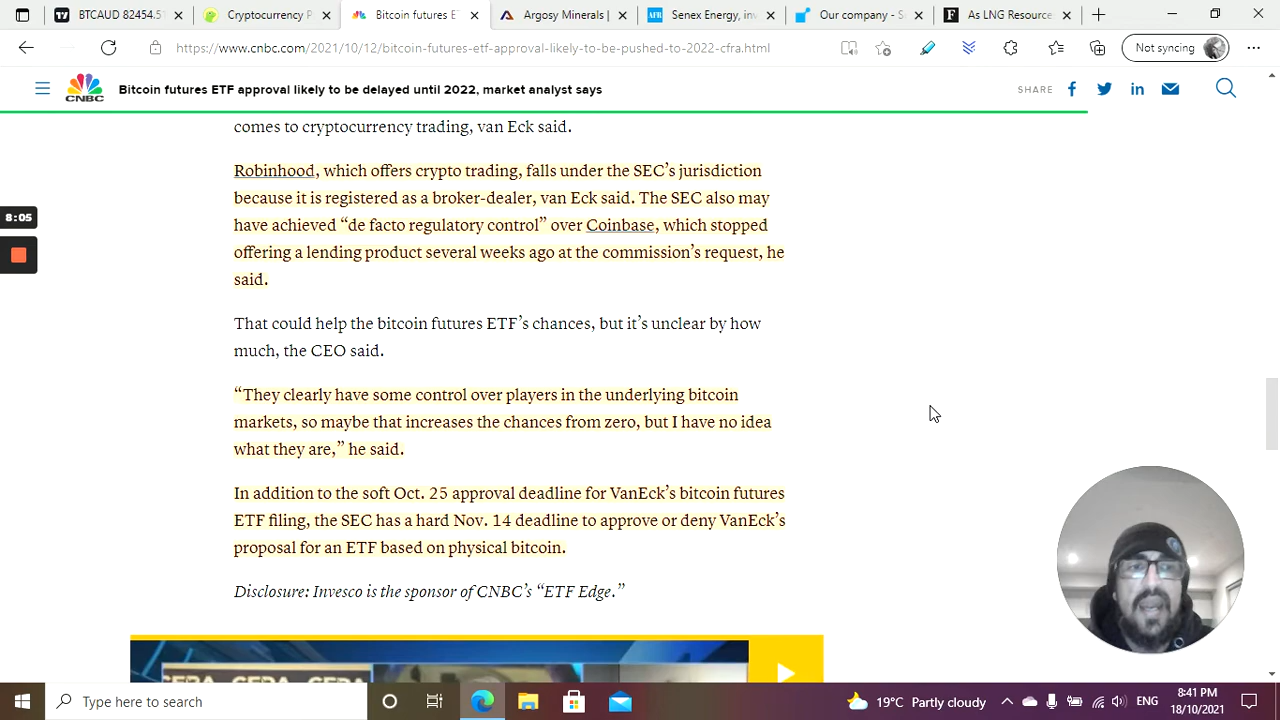 BTCAUD 82454.5
Cryptocurrency P
Bitcoin futures ET
Argosy Minerals |
Senex Energy, inv
Our company - Se
As LNG Resource
https://www.cnbc.com/2021/10/12/bitcoin-futures-etf-approval-likely-to-be-pushed-to-2022-cfra.html
Not syncing
CNBC
Bitcoin futures ETF approval likely to be delayed until 2022, market analyst says
SHARE
comes to cryptocurrency trading, van Eck said.
Robinhood, which offers crypto trading, falls under the SEC’s jurisdiction
because it is registered as a broker-dealer, van Eck said. The SEC also may
have achieved “de facto regulatory control” over Coinbase, which stopped
offering a lending product several weeks ago at the commission’s request, he
said.
8:05
That could help the bitcoin futures ETF’s chances, but it’s unclear by how
much, the CEO said.
“They clearly have some control over players in the underlying bitcoin
markets, so maybe that increases the chances from zero, but I have no idea
what they are,” he said.
In addition to the soft Oct. 25 approval deadline for VanEck’s bitcoin futures
ETF filing, the SEC has a hard Nov. 14 deadline to approve or deny VanEck’s
proposal for an ETF based on physical bitcoin.
Disclosure: Invesco is the sponsor of CNBC’s “ETF Edge.”
CFRA CFRA CFRA
Type here to search
19°C Partly cloudy
ENG
8:41 PM
18/10/2021